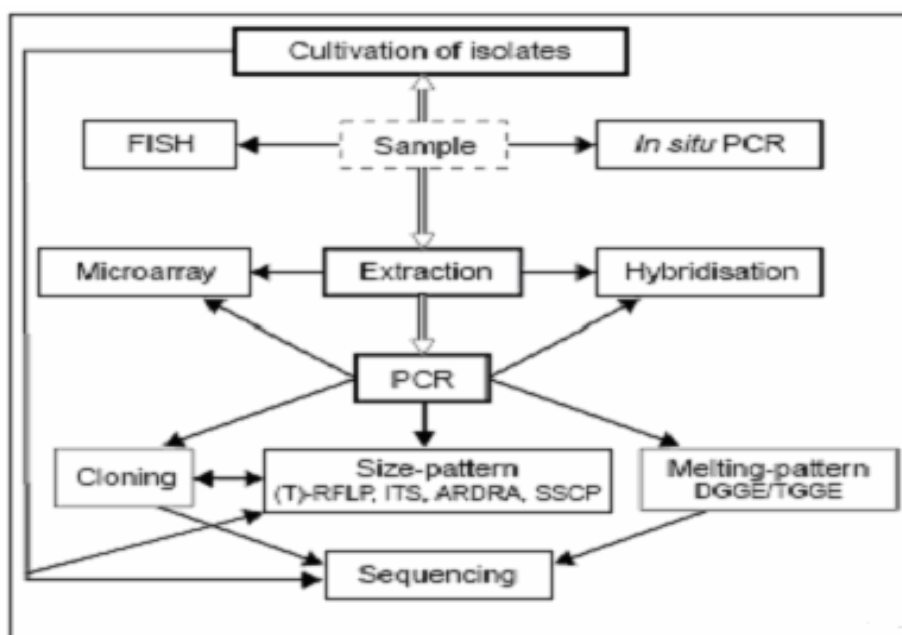 Cultivation of isolates
FISH
Sample
In situ PCR
Microarray
Extraction
Hybridisation
PCR
Cloning
Size-pattern
(T)-RFLP, ITS, ARDRA, SSCP
Melting-pattern
DGGE/TGGE
Sequencing